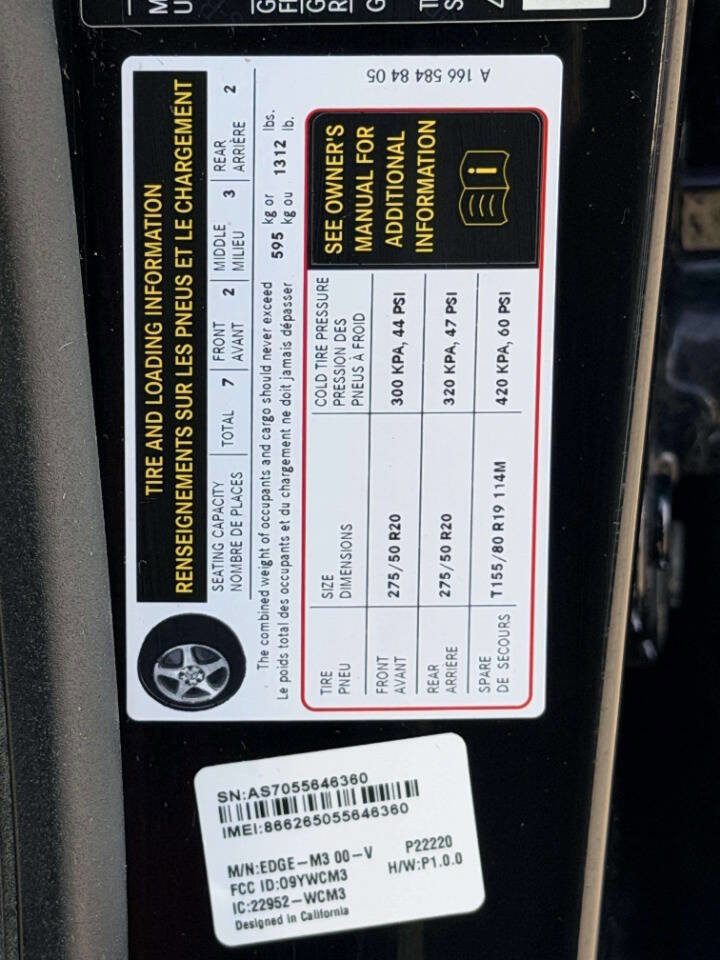 TIRE AND LOADING INFORMATION
RENSEIGNEMENTS SUR LES PNEUS ET LE CHARGEMENT
SEATING CAPACITY TOTAL 7 FRONT 2 MIDDLE 3 REAR 2
NOMBRE DE PLACES AVANT MILIEU ARRIÈRE
The combined weight of occupants and cargo should never exceed 595 kg or 1312 lbs.
Le poids total des occupants et du chargement ne doit jamais dépasser kg ou lb.
TIRE SIZE COLD TIRE PRESSURE
PNEU DIMENSIONS PRESSION DES
PNEUS À FROID
FRONT 275/50 R20 300 KPA, 44 PSI
AVANT
REAR 275/50 R20 320 KPA, 47 PSI
ARRIÈRE
SPARE T155/80 R19 114M 420 KPA, 60 PSI
DE SECOURS
SEE OWNER'S
MANUAL FOR
ADDITIONAL
INFORMATION
A 166 584 84 05
SN:AS7055646360
IMEI:866265055646360
M/N:EDGE-M3 00-V P22220
FCC ID:09YWCM3 H/W:P1.0.0
IC:22952-WCM3
Designed in California